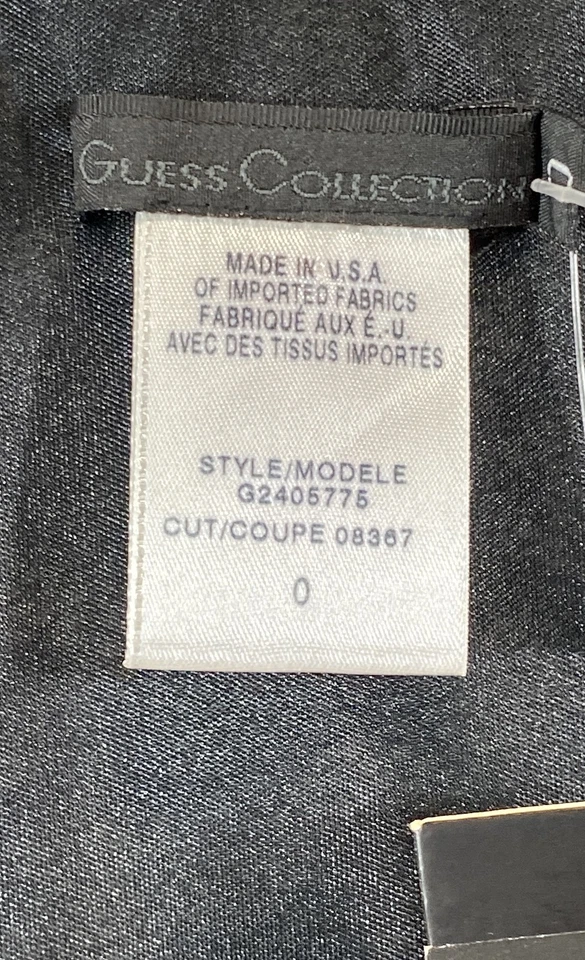 GUESS COLLECTION
MADE IN U.S.A.
OF IMPORTED FABRICS
FABRIQUÉ AUX É.-U.
AVEC DES TISSUS IMPORTÉS
STYLE/MODELE
G2405775
CUT/COUPE 08367
0